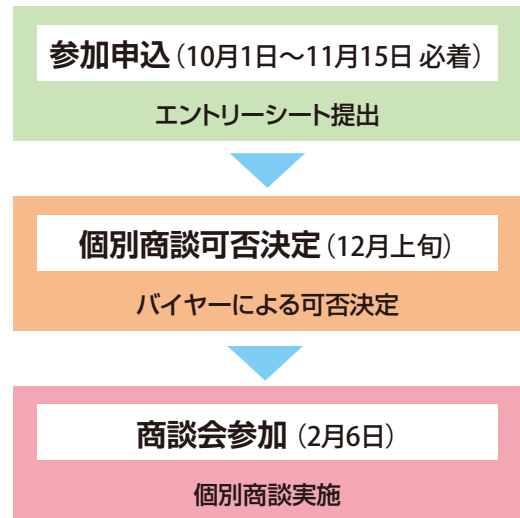 参加申込（10月1日～11月15日 必着）
エントリーシート提出
個別商談可否決定（12月上旬）
バイヤーによる可否決定
商談会参加（2月6日）
個別商談実施